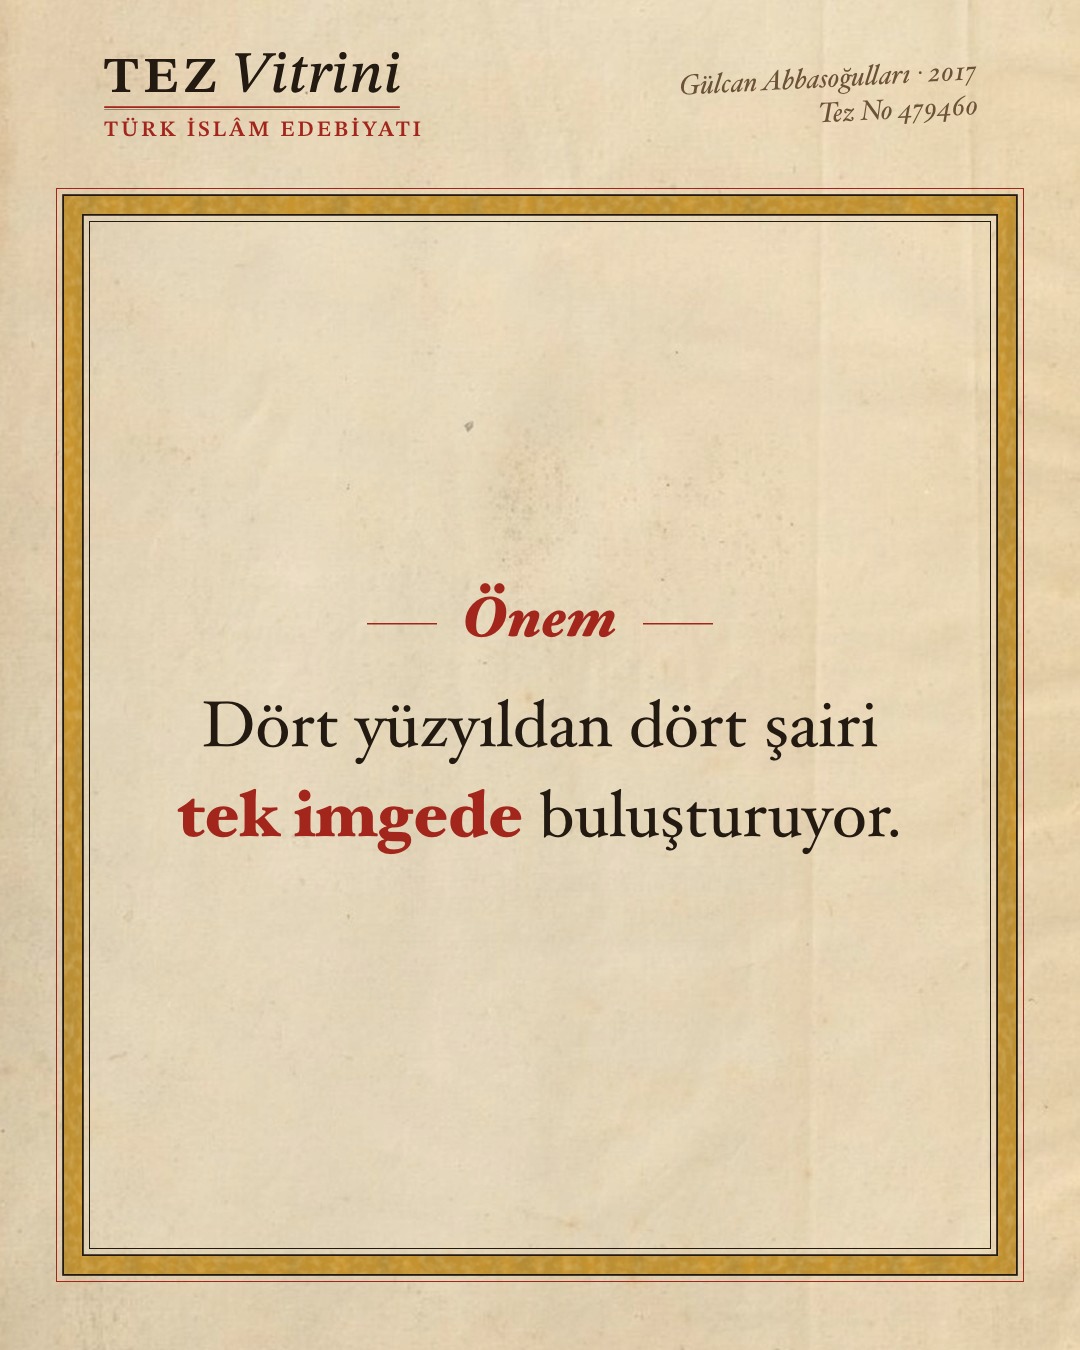 TEZ Vitrini
TÜRK İSLÂM EDEBİYATI
Gülcan Abbasoğulları · 2017
Tez No 479460
Önem
Dört yüzyıldan dört şairi
tek imgede buluşturuyor.